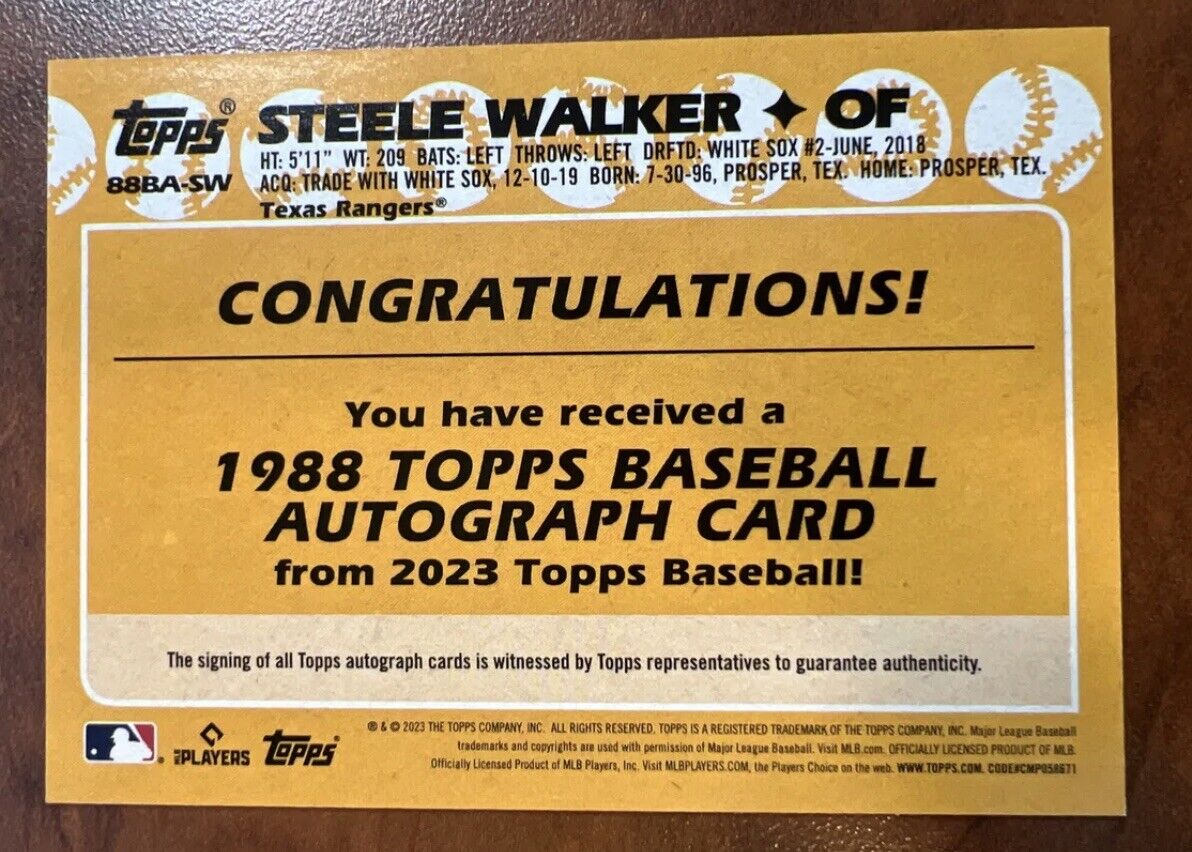 Topps® STEELE WALKER ✦ OF
HT: 5'11" WT: 209 BATS: LEFT THROWS: LEFT DRFTD: WHITE SOX #2-JUNE, 2018
88BA-SW ACQ: TRADE WITH WHITE SOX, 12-10-19 BORN: 7-30-96, PROSPER, TEX. HOME: PROSPER, TEX.
Texas Rangers®
CONGRATULATIONS!
You have received a
1988 TOPPS BASEBALL
AUTOGRAPH CARD
from 2023 Topps Baseball!
The signing of all Topps autograph cards is witnessed by Topps representatives to guarantee authenticity.
® & © 2023 THE TOPPS COMPANY, INC. ALL RIGHTS RESERVED. TOPPS IS A REGISTERED TRADEMARK OF THE TOPPS COMPANY, INC. Major League Baseball
trademarks and copyrights are used with permission of Major League Baseball. Visit MLB.com. OFFICIALLY LICENSED PRODUCT OF MLB.
Officially Licensed Product of MLB Players, Inc. Visit MLBPLAYERS.COM, the Players Choice on the web. WWW.TOPPS.COM. CODE#CMP058671
MLB PLAYERS Topps®